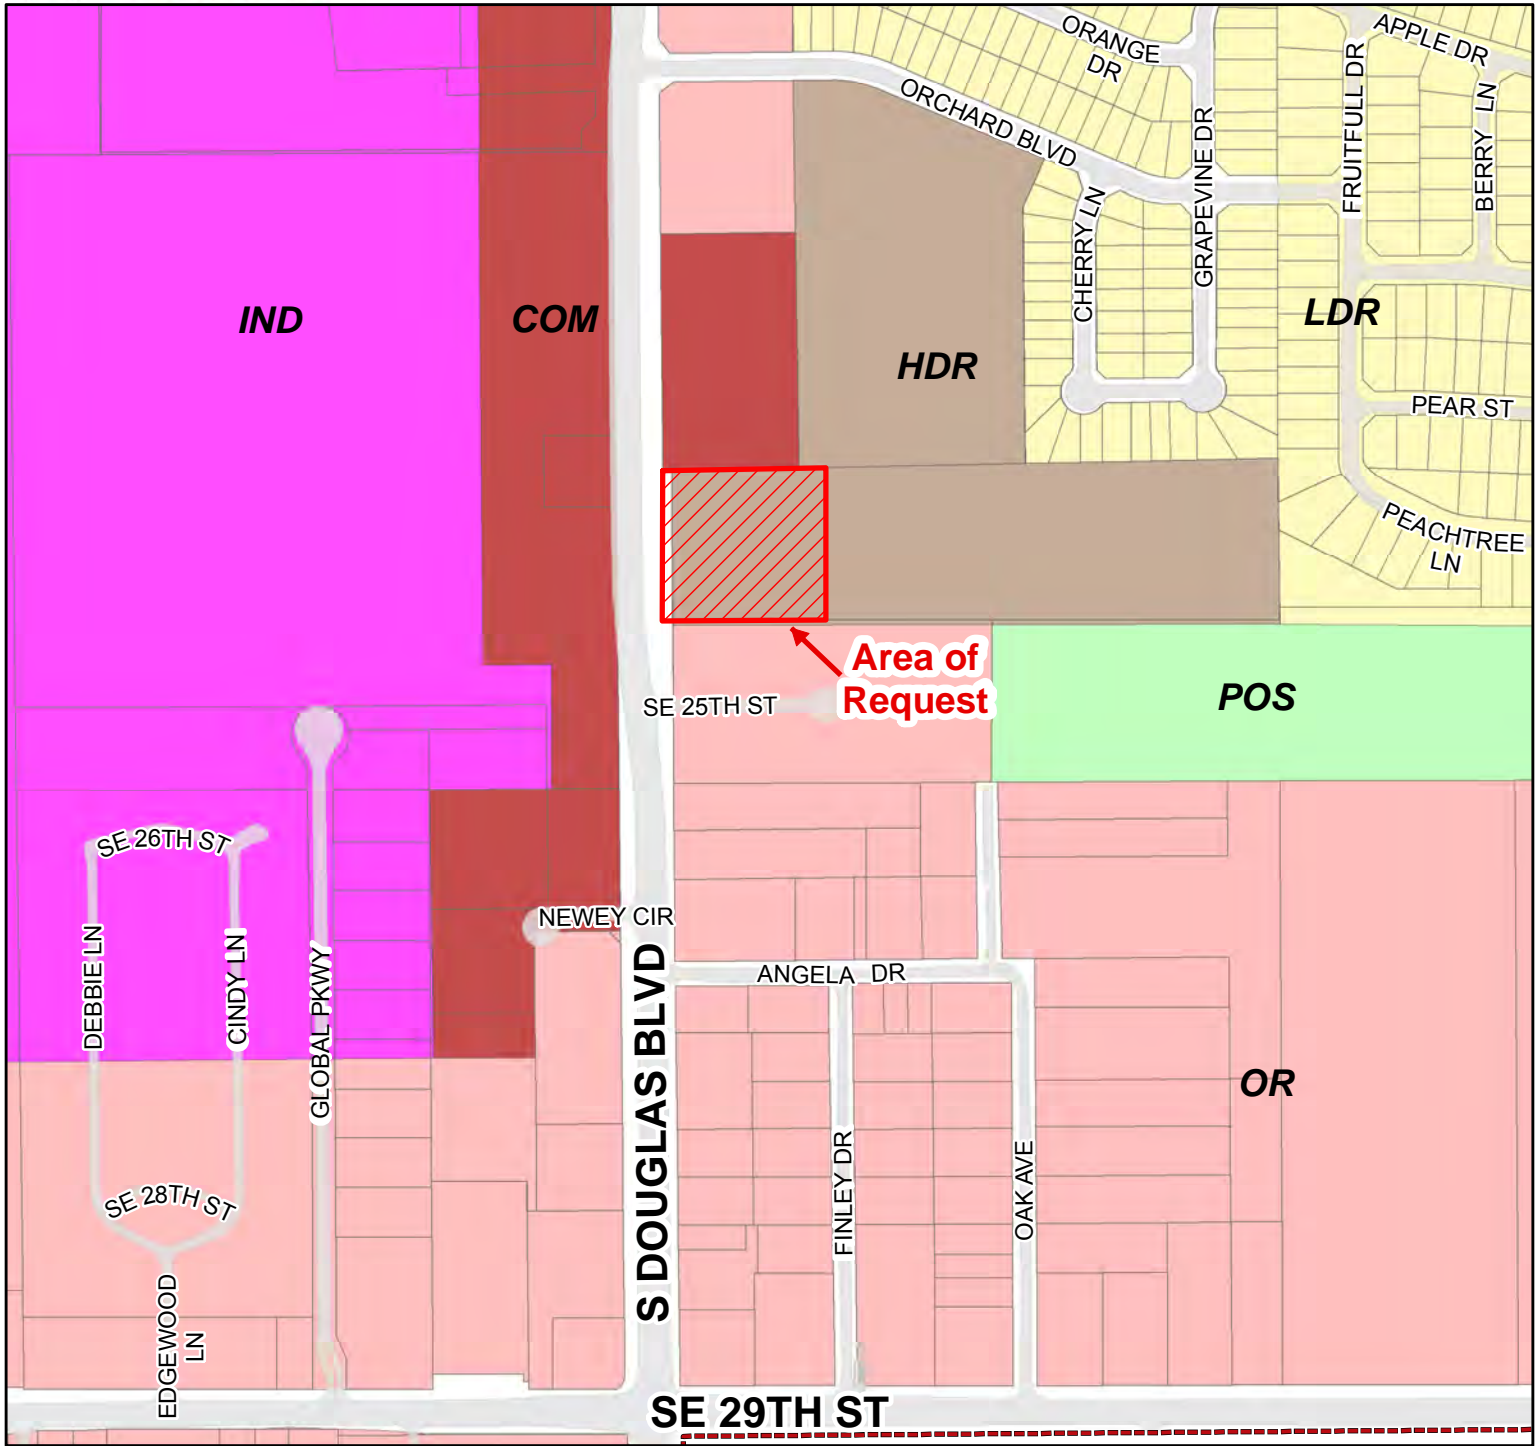 ORANGE
DR
APPLE DR
ORCHARD BLVD
FRUITFULL DR
BERRY LN
GRAPEVINE DR
CHERRY LN
IND
COM
HDR
LDR
PEAR ST
PEACHTREE
LN
Area of
Request
SE 25TH ST
POS
SE 26TH ST
NEWEY CIR
DEBBIE LN
CINDY LN
GLOBAL PKWY
S DOUGLAS BLVD
ANGELA DR
OR
FINLEY DR
OAK AVE
SE 28TH ST
EDGEWOOD
LN
SE 29TH ST